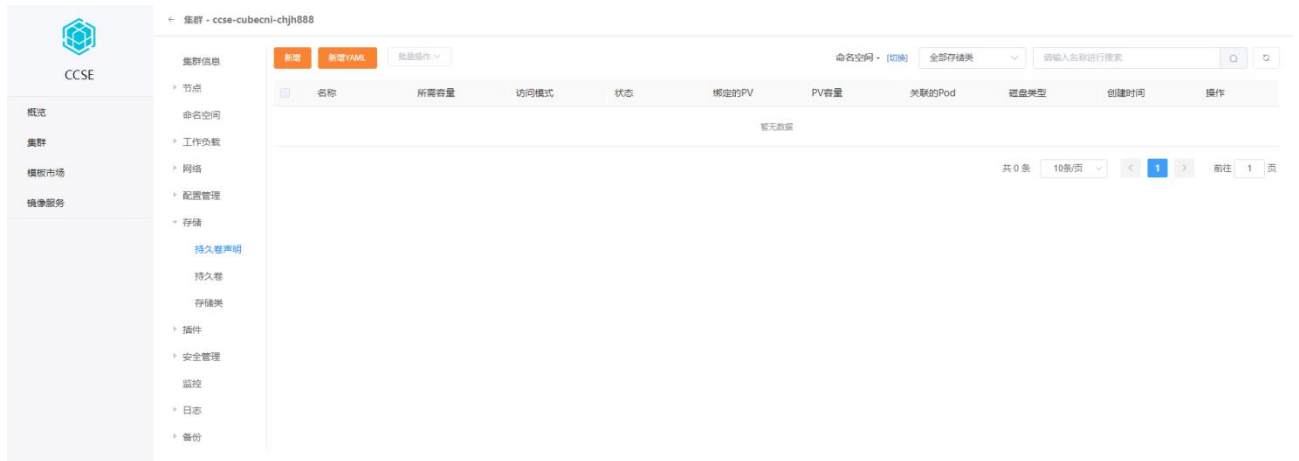 CCSE
概览
集群
模板市场
镜像服务
← 集群 - ccse-cubecni-chjh888
集群信息
节点
命名空间
工作负载
网络
配置管理
存储
持久卷声明
持久卷
存储类
插件
安全管理
监控
日志
备份
新增 新增YAML 批量操作 命名空间 - [切换] 全部存储类 请输入名称进行搜索
名称 所需容量 访问模式 状态 绑定的PV PV容量 关联的Pod 磁盘类型 创建时间 操作
暂无数据
共 0 条 10条/页 < 1 > 前往 1 页